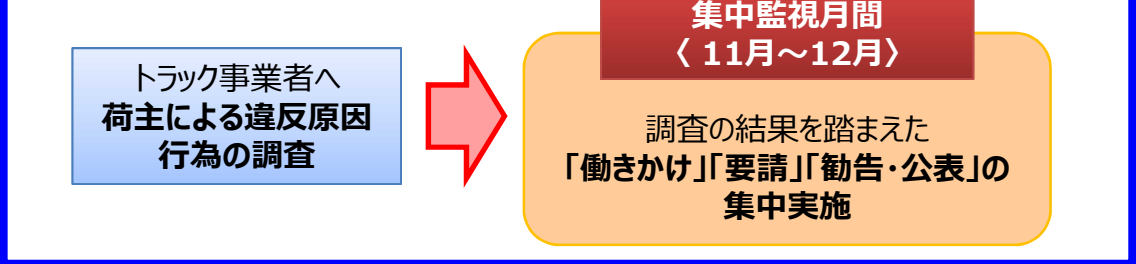 トラック事業者へ
荷主による違反原因
行為の調査
集中監視月間
〈 11月～12月〉
調査の結果を踏まえた
「働きかけ」「要請」「勧告・公表」の
集中実施